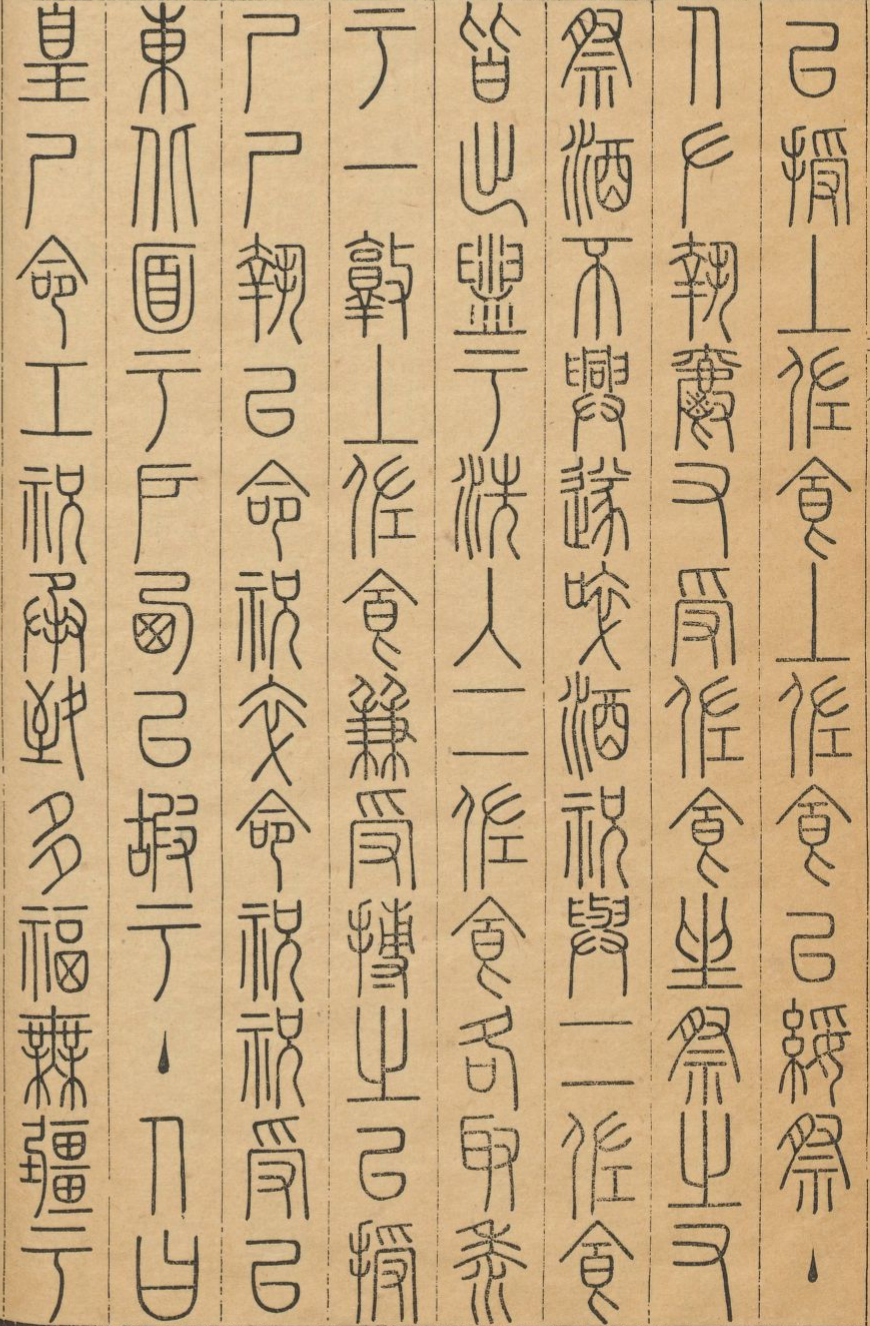 以授上佐食上佐食以綏祭主
人左執爵右受佐食坐祭之又
祭酒不興遂啐酒祝與二佐食
皆出盥于洗入二佐食各取黍
于一敦上佐食兼受摶之以授
尸尸執以命祝卒命祝祝受以
東北面于戶西以嘏于主人曰
皇尸命工祝承致多福無疆于